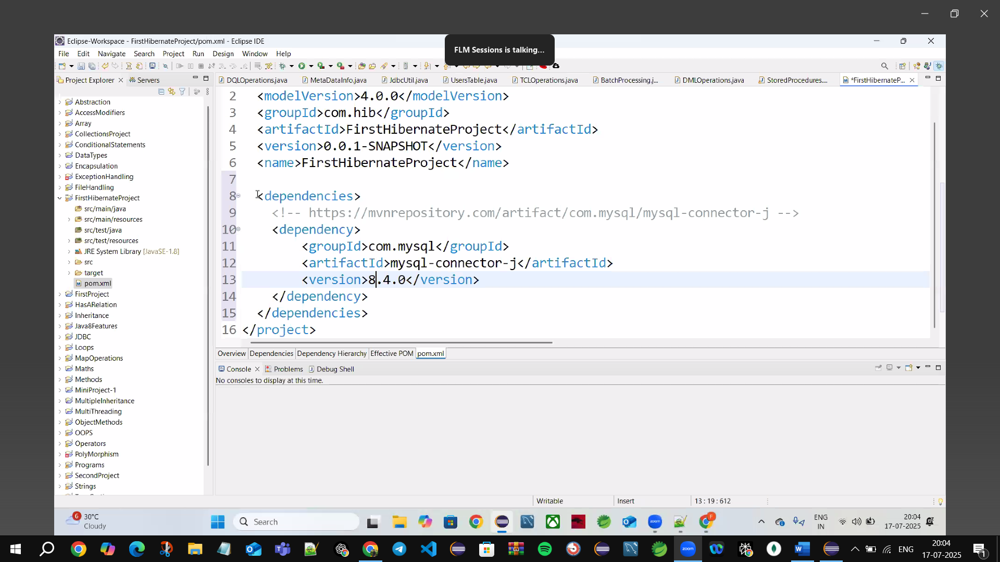 Eclipse-Workspace - FirstHibernateProject/pom.xml - Eclipse IDE
FLM Sessions is talking...
File Edit Navigate Search Project Run Design Window Help
Project Explorer
Servers
DQLOperations.java
MetaDataInfo.java
JdbcUtil.java
UsersTable.java
TCLOperations.java
BatchProcessing.j...
DMLOperations.java
StoredProcedures....
*FirstHibernateP...
Abstraction
AccessModifiers
Array
CollectionsProject
ConditionalStatements
DataTypes
Encapsulation
ExceptionHandling
FileHandling
FirstHibernateProject
src/main/java
src/main/resources
src/test/java
src/test/resources
JRE System Library [JavaSE-1.8]
src
target
pom.xml
FirstProject
HasARelation
Inheritance
Java8Features
JDBC
Loops
MapOperations
Maths
Methods
MiniProject-1
MultipleInheritance
MultiThreading
ObjectMethods
OOPS
Operators
PolyMorphism
Programs
SecondProject
Strings
2 <modelVersion>4.0.0</modelVersion>
3 <groupId>com.hib</groupId>
4 <artifactId>FirstHibernateProject</artifactId>
5 <version>0.0.1-SNAPSHOT</version>
6 <name>FirstHibernateProject</name>
7
8 <dependencies>
9 <!-- https://mvnrepository.com/artifact/com.mysql/mysql-connector-j -->
10 <dependency>
11 <groupId>com.mysql</groupId>
12 <artifactId>mysql-connector-j</artifactId>
13 <version>8.4.0</version>
14 </dependency>
15 </dependencies>
16 </project>
Overview Dependencies Dependency Hierarchy Effective POM pom.xml
Console Problems Debug Shell
No consoles to display at this time.
Writable Insert 13 : 19 : 612
6
30°C
Cloudy
Search
zoom
F
ENG
IN
20:04
17-07-2025
zoom
ENG
20:04
17-07-2025
1